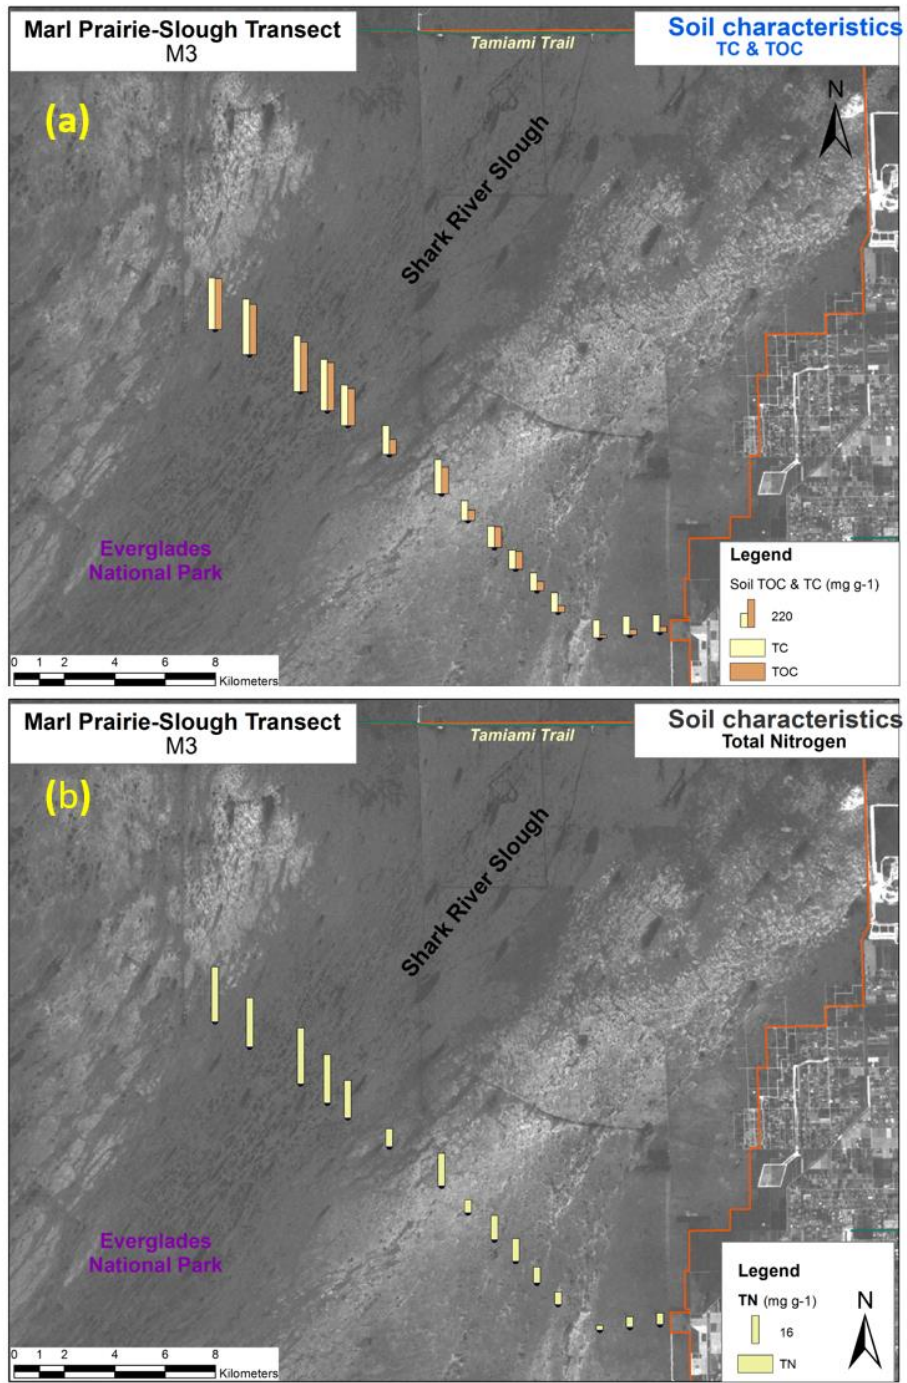 Marl Prairie-Slough Transect
M3
Tamiami Trail
Soil characteristics
TC & TOC
(a)
N
Shark River Slough
Everglades
National Park
Legend
Soil TOC & TC (mg g-1)
220
TC
TOC
0 1 2 4 6 8
Kilometers
Marl Prairie-Slough Transect
M3
Tamiami Trail
Soil characteristics
Total Nitrogen
(b)
Shark River Slough
Everglades
National Park
Legend
TN (mg g-1)
N
16
TN
0 1 2 4 6 8
Kilometers